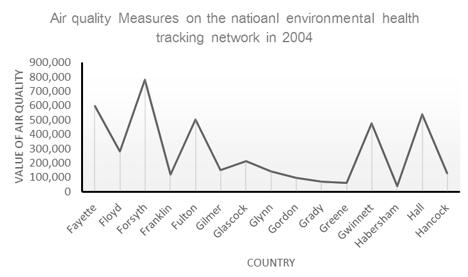 Air quality Measures on the natioanl environmental health
tracking network in 2004
VALUE OF AIR QUALITY
900,000
800,000
700,000
600,000
500,000
400,000
300,000
200,000
100,000
0
Fayette
Floyd
Forsyth
Franklin
Fulton
Gilmer
Glascock
Glynn
Gordon
Grady
Greene
Gwinnett
Habersham
Hall
Hancock
COUNTRY